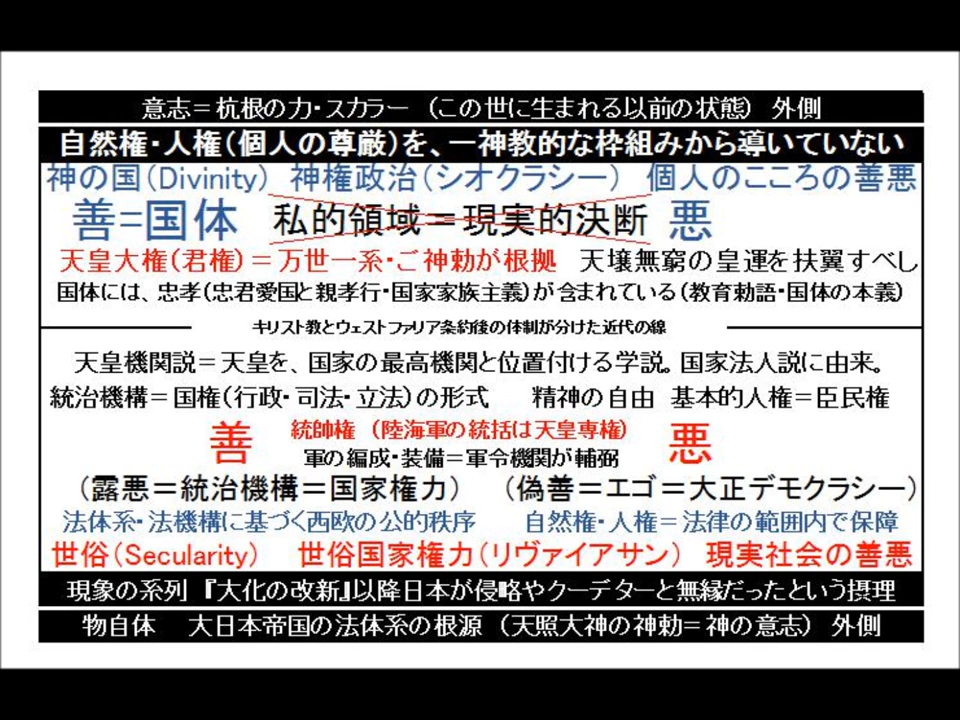 意志=杭根の力・スカラー (この世に生まれる以前の状態) 外側
自然権・人権(個人の尊厳)を、一神教的な枠組みから導いていない
神の国(Divinity) 神権政治(シオクラシー) 個人のこころの善悪
善=国体 私的領域=現実的決断 悪
天皇大権(君権)=万世一系・ご神勅が根拠 天壌無窮の皇運を扶翼すべし
国体には、忠孝(忠君愛国と親孝行・国家家族主義)が含まれている(教育勅語・国体の本義)
キリスト教とウェストファリア条約後の体制が分けた近代の線
天皇機関説=天皇を、国家の最高機関と位置付ける学説。国家法人説に由来。
統治機構=国権(行政・司法・立法)の形式 精神の自由 基本的人権=臣民権
善 統帥権 (陸海軍の統括は天皇専権) 悪
軍の編成・装備=軍令機関が輔弼
(露悪=統治機構=国家権力) (偽善=エゴ=大正デモクラシー)
法体系・法機構に基づく西欧の公的秩序 自然権・人権=法律の範囲内で保障
世俗(Secularity) 世俗国家権力(リヴァイアサン) 現実社会の善悪
現象の系列 『大化の改新』以降日本が侵略やクーデターと無縁だったという摂理
物自体 大日本帝国の法体系の根源 (天照大神の神勅=神の意志) 外側